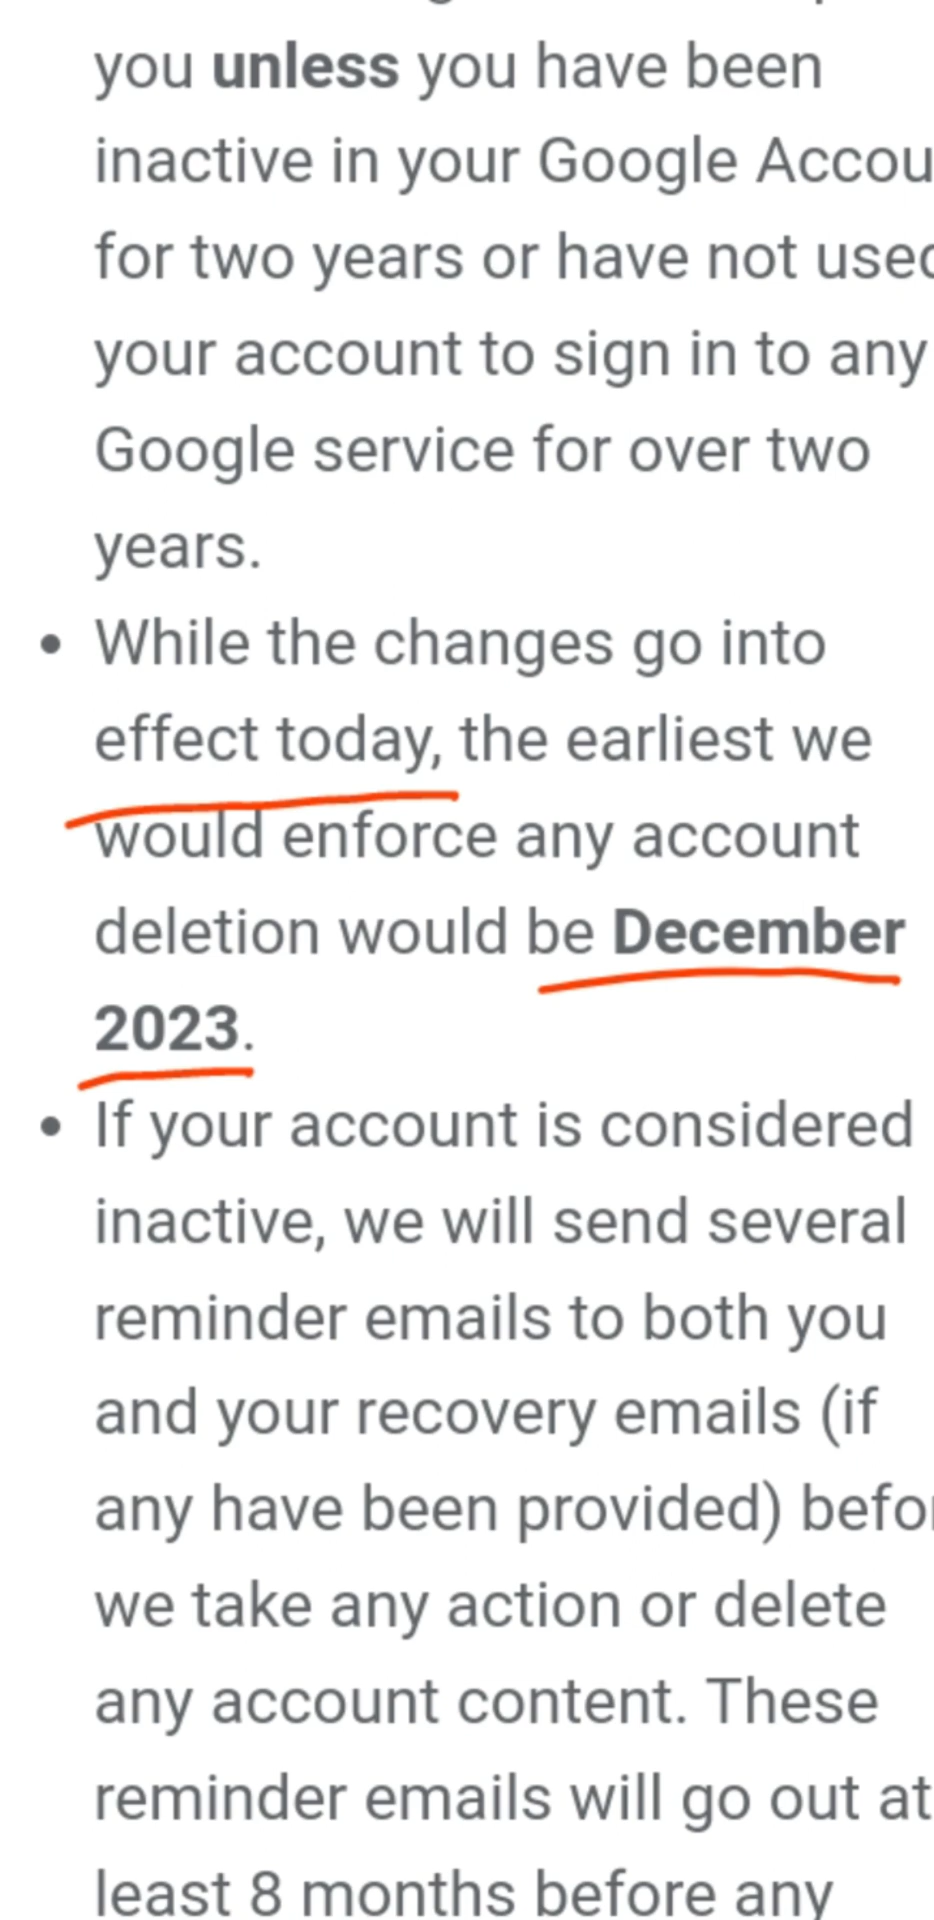 you unless you have been
inactive in your Google Accou
for two years or have not used
your account to sign in to any
Google service for over two
years.
• While the changes go into
effect today, the earliest we
would enforce any account
deletion would be December
2023.
• If your account is considered
inactive, we will send several
reminder emails to both you
and your recovery emails (if
any have been provided) befor
we take any action or delete
any account content. These
reminder emails will go out at
least 8 months before any